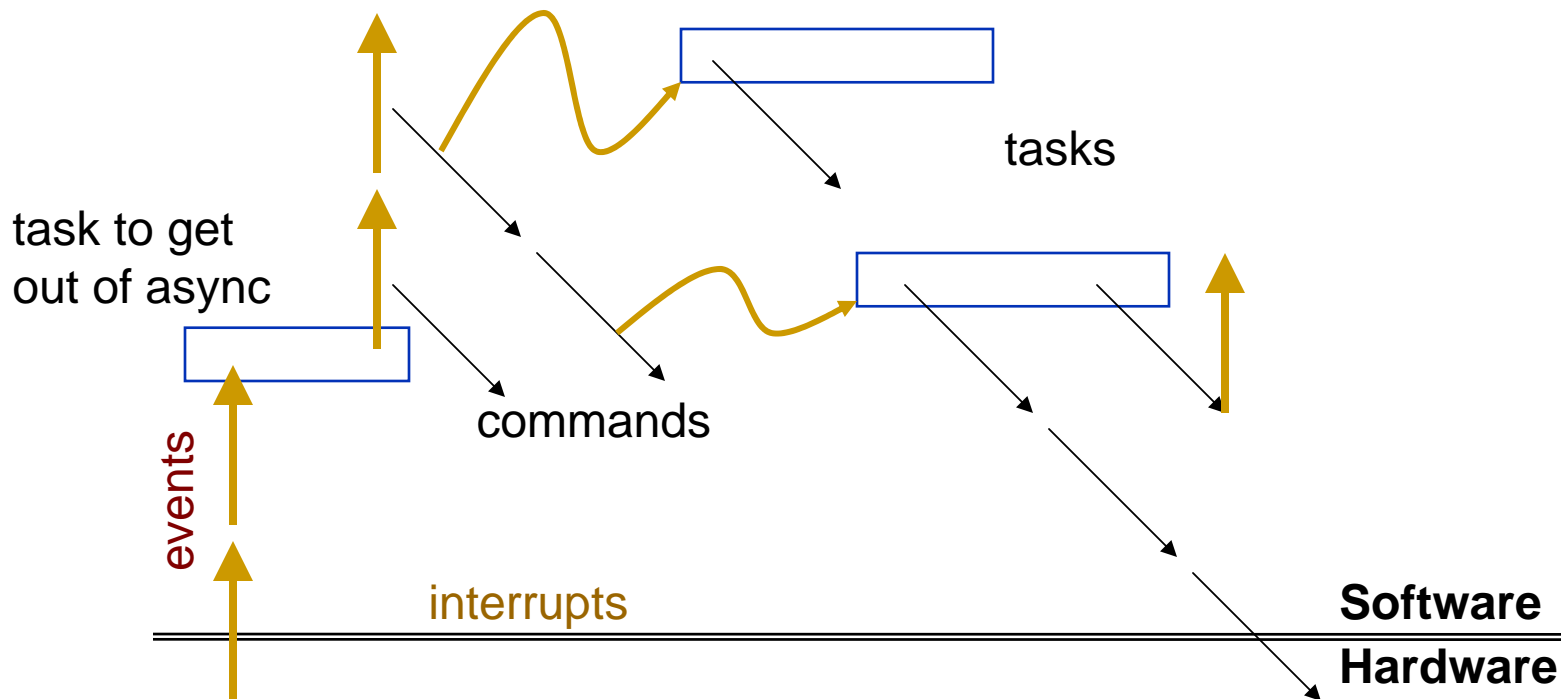 tasks
task to get
out of async
commands
events
interrupts
Software
Hardware